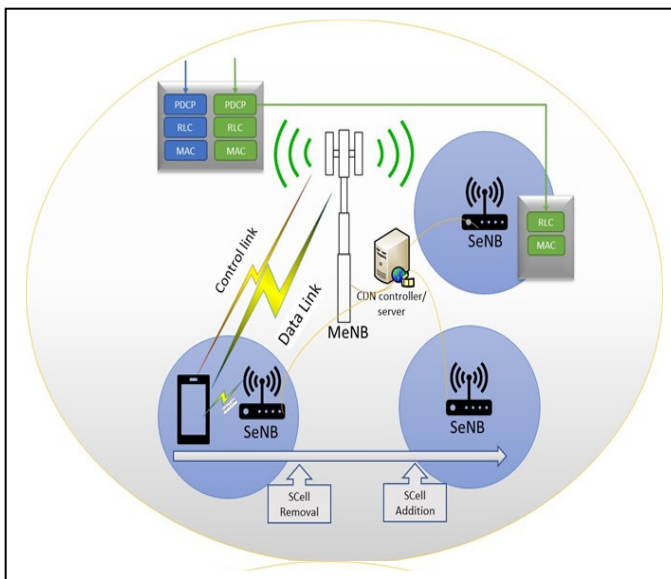 PDCP
RLC
MAC
PDCP
RLC
MAC
SeNB
RLC
MAC
Control link
Data Link
CDN controller/
server
MeNB
SeNB
SeNB
SCell
Removal
SCell
Addition